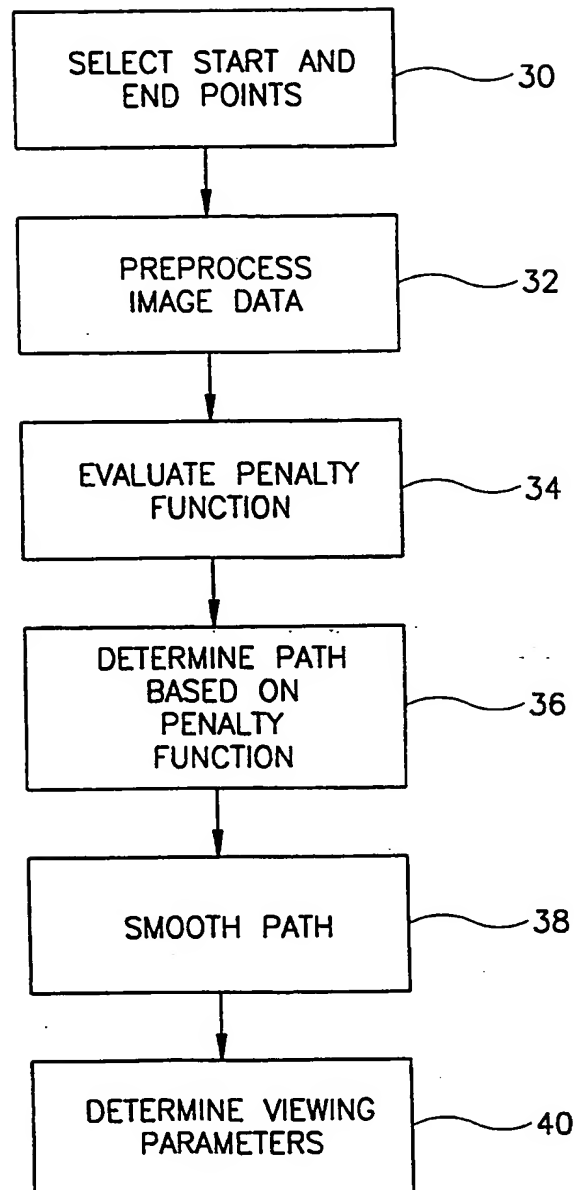 SELECT START AND
END POINTS
30
PREPROCESS
IMAGE DATA
32
EVALUATE PENALTY
FUNCTION
34
DETERMINE PATH
BASED ON
PENALTY
FUNCTION
36
SMOOTH PATH
38
DETERMINE VIEWING
PARAMETERS
40